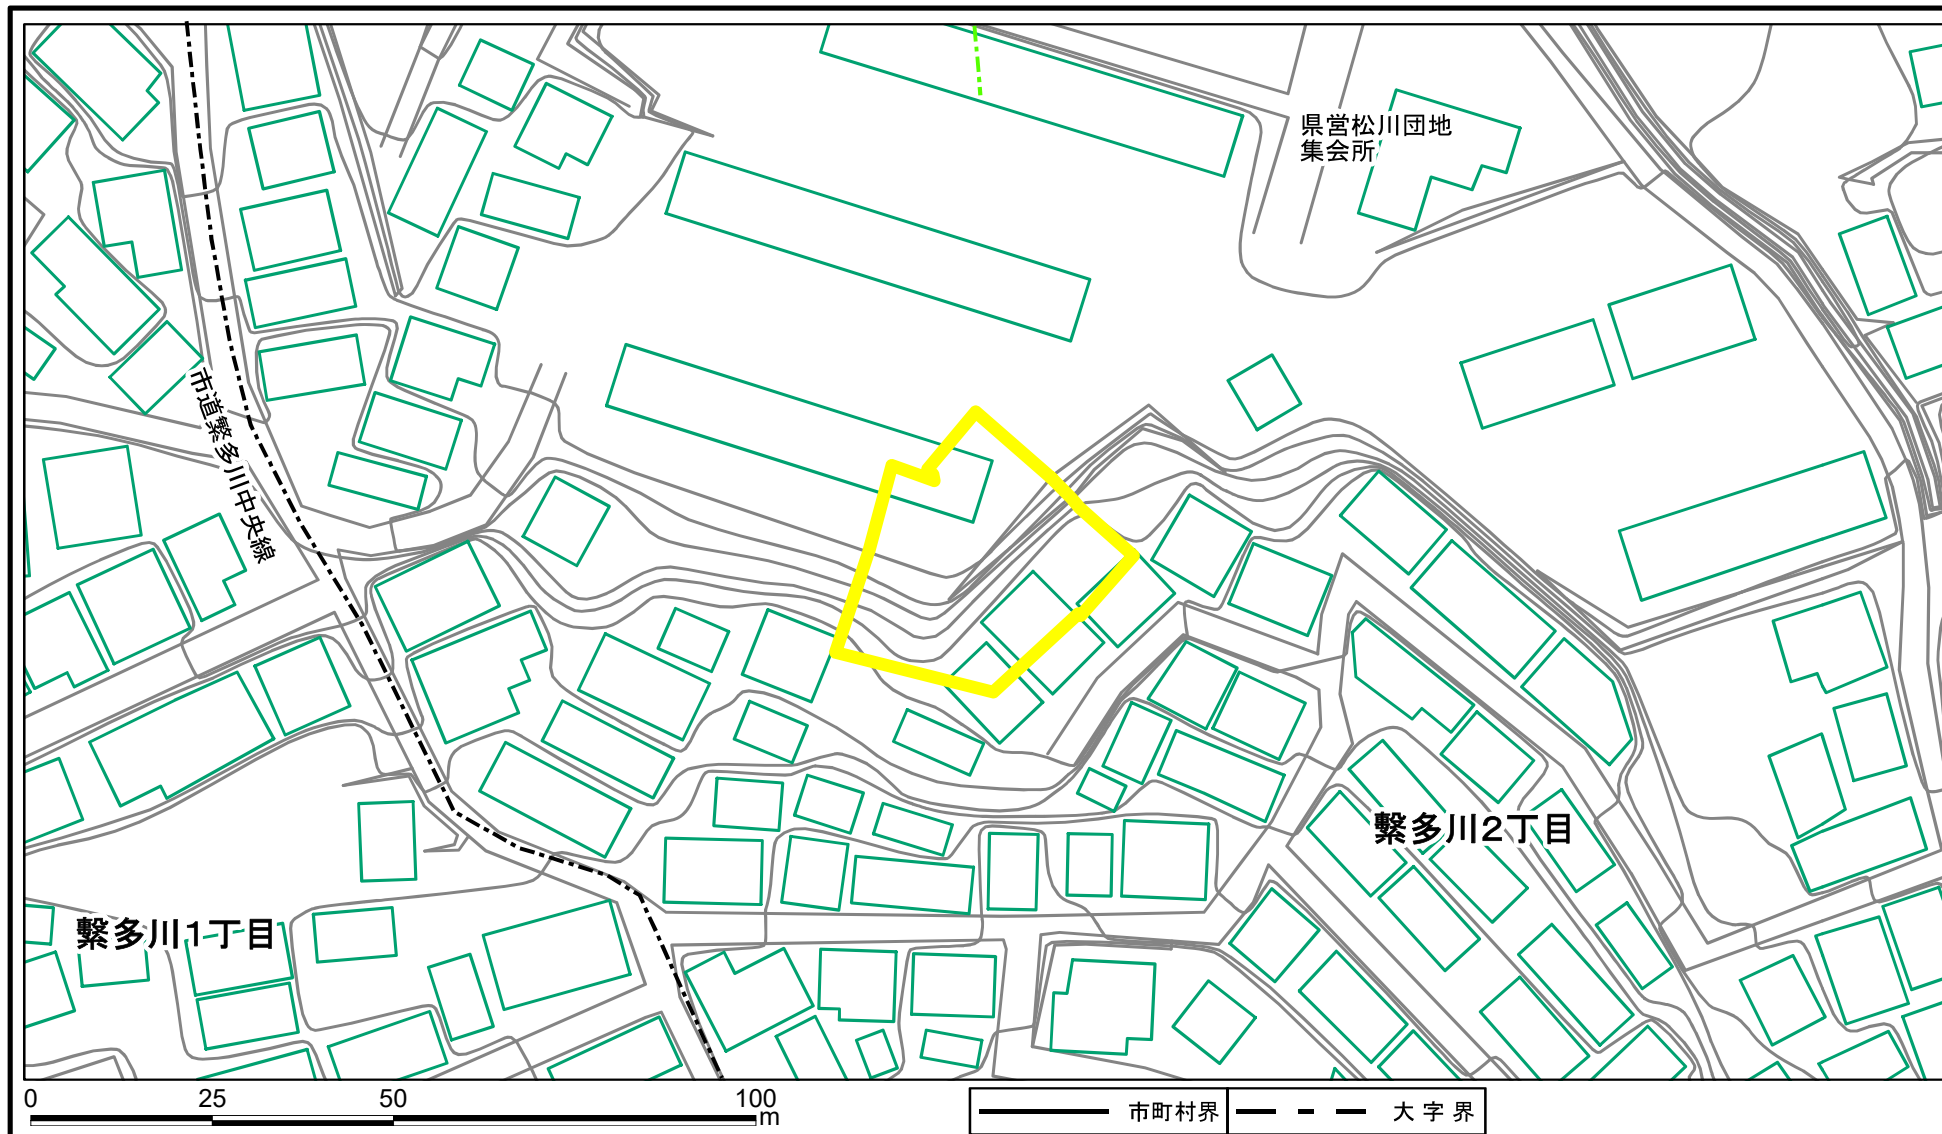 県営松川団地
集会所
市道繋多川中央線
繋多川2丁目
繋多川1丁目
0 25 50 100
m
市町村界 大字界